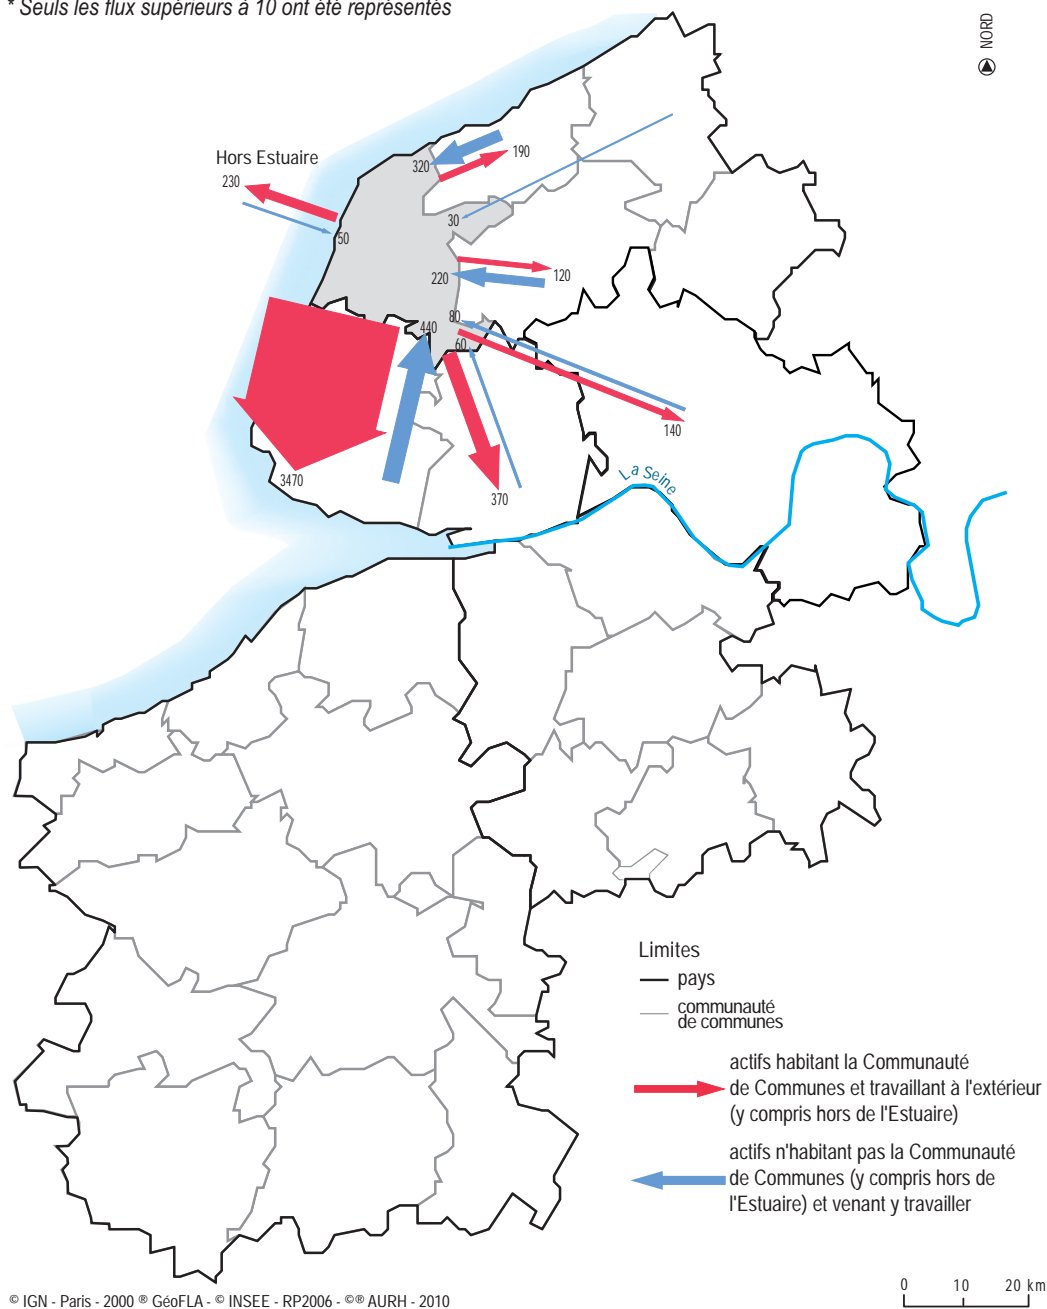 * Seuls les flux supérieurs à 10 ont été représentés
NORD
Hors Estuaire
230
50
320
190
30
220
120
80
440
60
140
3470
370
La Seine
Limites
pays
communauté
de communes
actifs habitant la Communauté
de Communes et travaillant à l'extérieur
(y compris hors de l'Estuaire)
actifs n'habitant pas la Communauté
de Communes (y compris hors de
l'Estuaire) et venant y travailler
0 10 20 km
© IGN - Paris - 2000 ® GéoFLA - © INSEE - RP2006 - ©® AURH - 2010